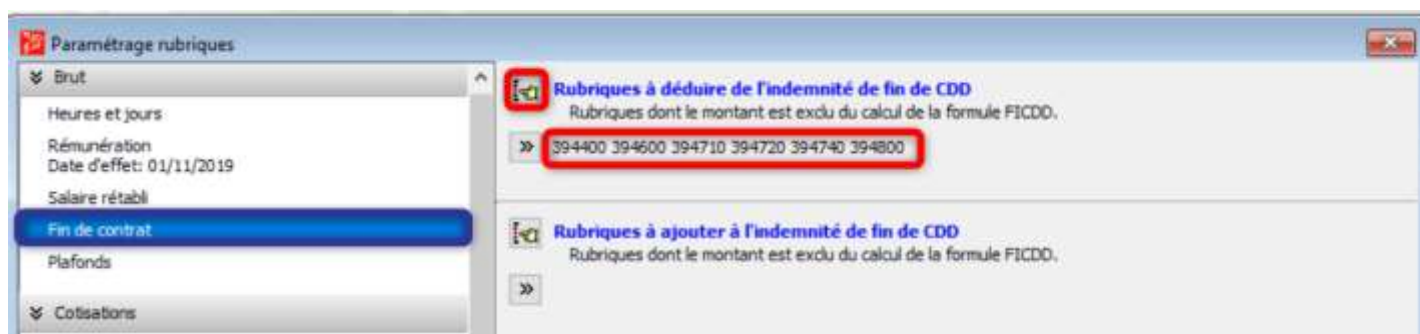 Paramétrage rubriques
Brut
Heures et jours
Rémunération
Date d'effet: 01/11/2019
Salaire rétabli
Fin de contrat
Plafonds
Cotisations
Rubriques à déduire de l'indemnité de fin de CDD
Rubriques dont le montant est exclu du calcul de la formule FICDD.
394400 394600 394710 394720 394740 394800
Rubriques à ajouter à l'indemnité de fin de CDD
Rubriques dont le montant est exclu du calcul de la formule FICDD.